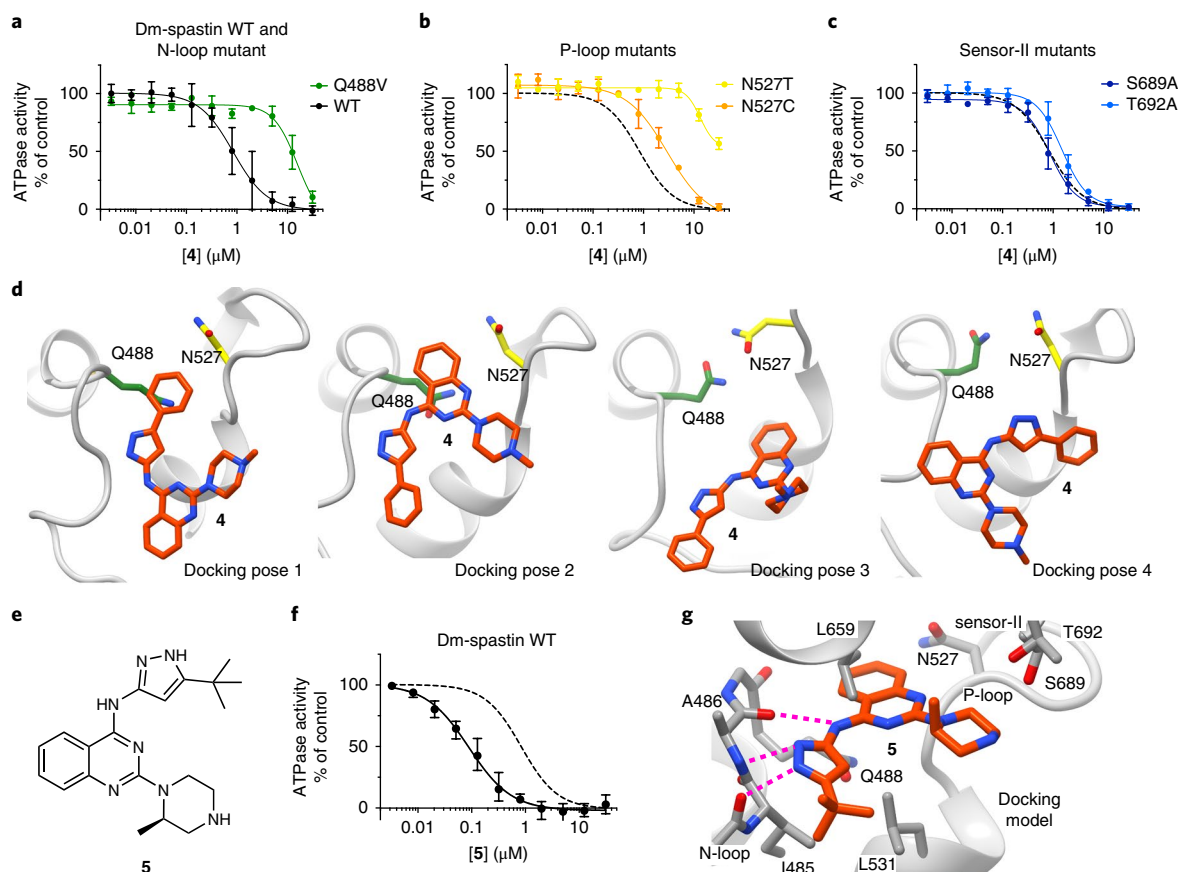 a
Dm-spastin WT and
N-loop mutant
ATPase activity
% of control
100
50
0
0.01
0.1
1
10
[4] (μM)
Q488V
WT
b
P-loop mutants
ATPase activity
% of control
100
50
0
0.01
0.1
1
10
[4] (μM)
N527T
N527C
c
Sensor-II mutants
ATPase activity
% of control
100
50
0
0.01
0.1
1
10
[4] (μM)
S689A
T692A
d
Q488
N527
4
Docking pose 1
Q488
N527
4
Docking pose 2
Q488
N527
4
Docking pose 3
Q488
N527
4
Docking pose 4
e
N
NH
HN
N
N
N
NH
5
f
Dm-spastin WT
ATPase activity
% of control
100
50
0
0.01
0.1
1
10
[5] (μM)
g
L659
sensor-II
T692
N527
S689
P-loop
A486
5
Q488
Docking
model
N-loop
I485
L531